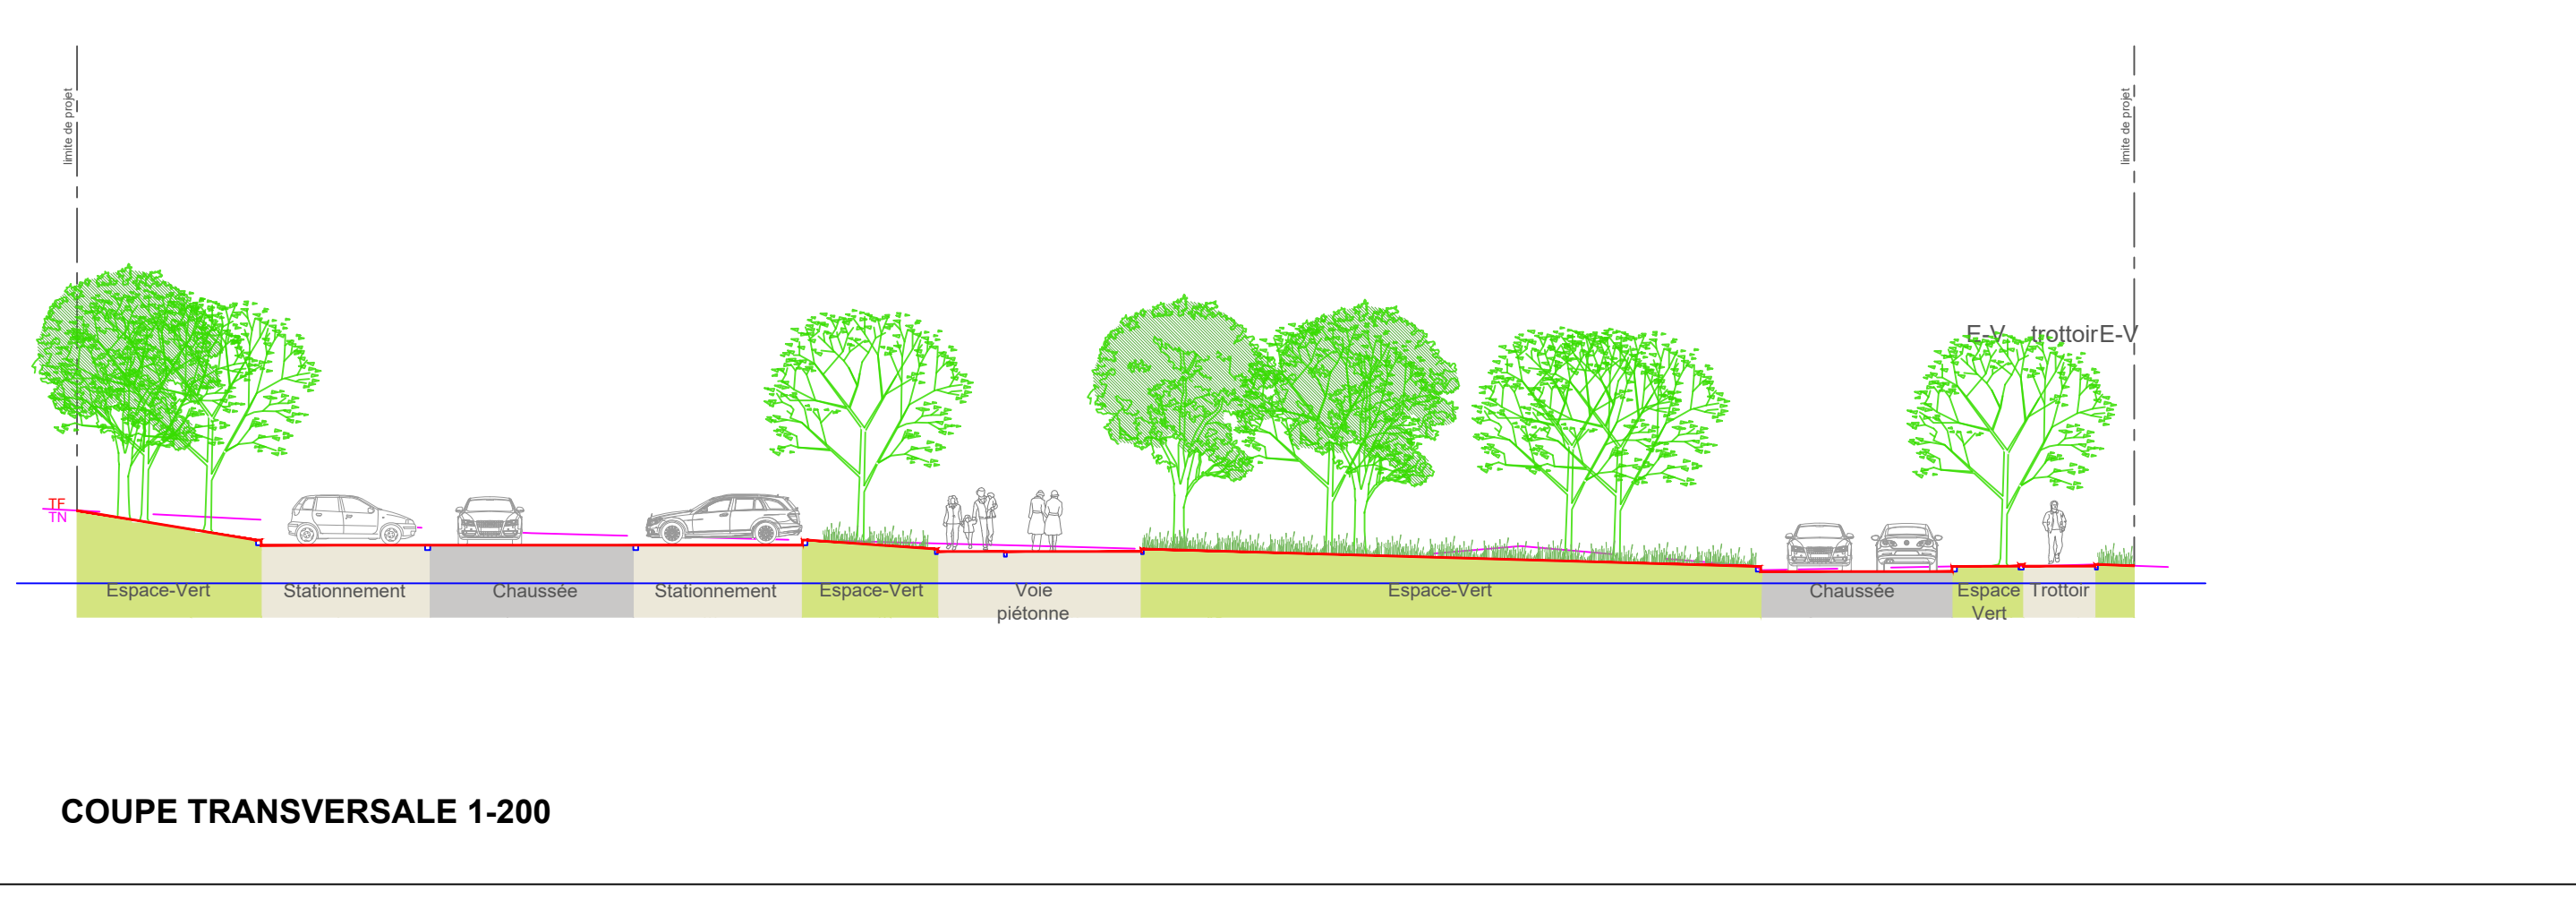 limite de projet
limite de projet
E-V trottoir E-V
TF
TN
Espace-Vert
Stationnement
Chaussée
Stationnement
Espace-Vert
Voie
piétonne
Espace-Vert
Chaussée
Espace
Vert
Trottoir
COUPE TRANSVERSALE 1-200